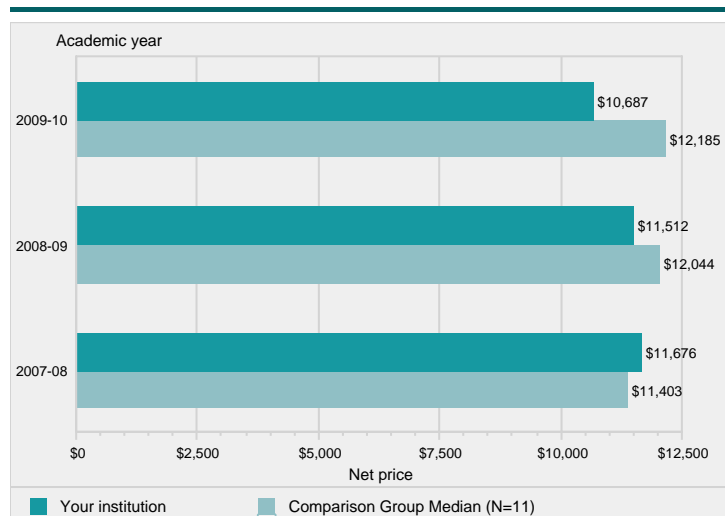 Academic year
2009-10
$10,687
$12,185
2008-09
$11,512
$12,044
2007-08
$11,676
$11,403
$0 $2,500 $5,000 $7,500 $10,000 $12,500
Net price
Your institution Comparison Group Median (N=11)